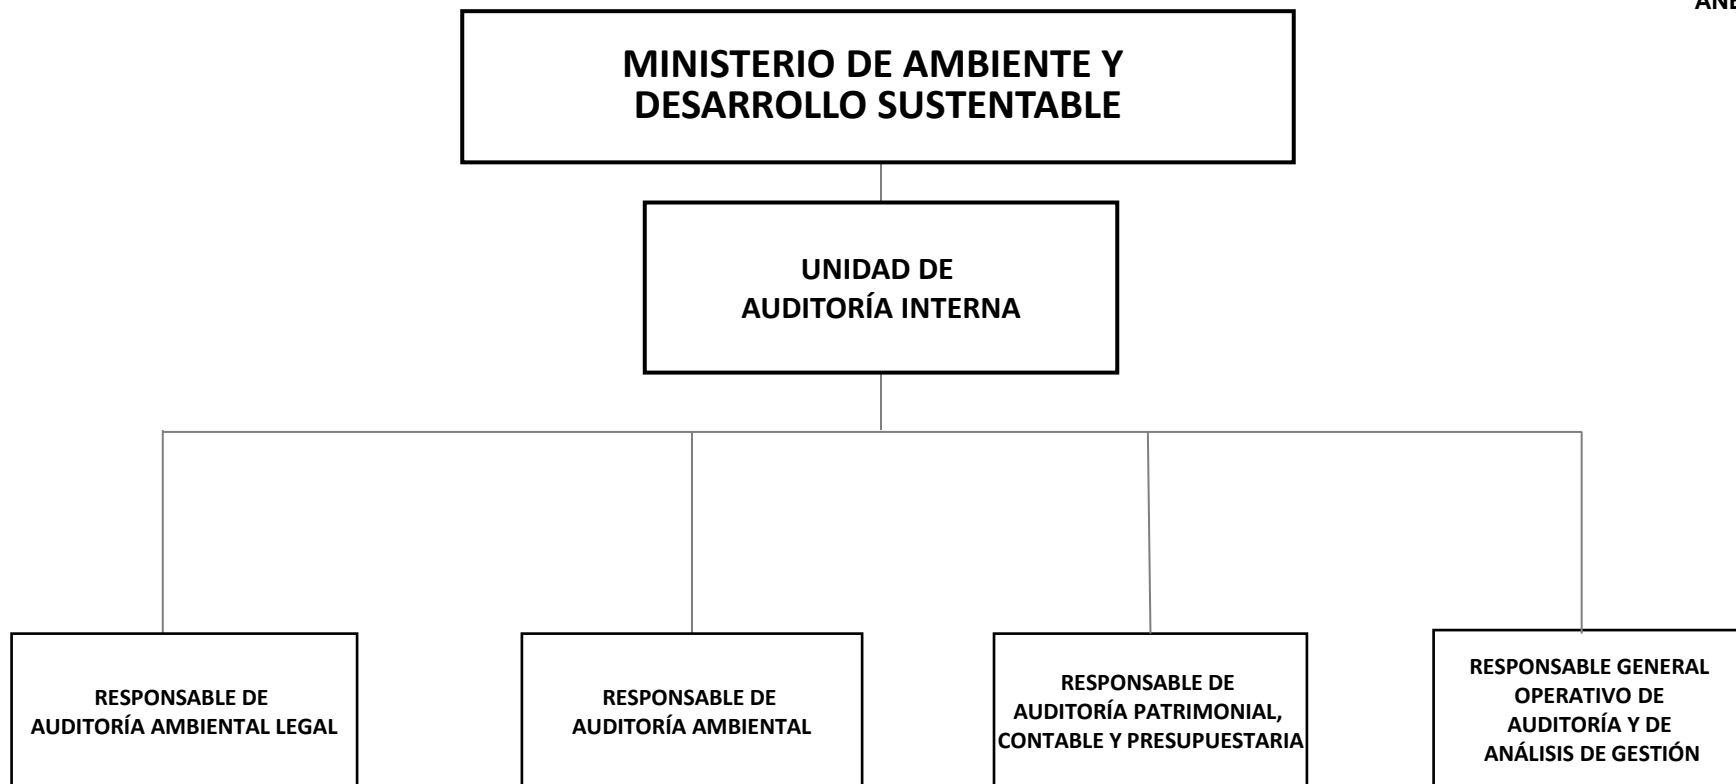 MINISTERIO DE AMBIENTE Y
DESARROLLO SUSTENTABLE
UNIDAD DE
AUDITORÍA INTERNA
RESPONSABLE DE
AUDITORÍA AMBIENTAL LEGAL
RESPONSABLE DE
AUDITORÍA AMBIENTAL
RESPONSABLE DE
AUDITORÍA PATRIMONIAL,
CONTABLE Y PRESUPUESTARIA
RESPONSABLE GENERAL
OPERATIVO DE
AUDITORÍA Y DE
ANÁLISIS DE GESTIÓN